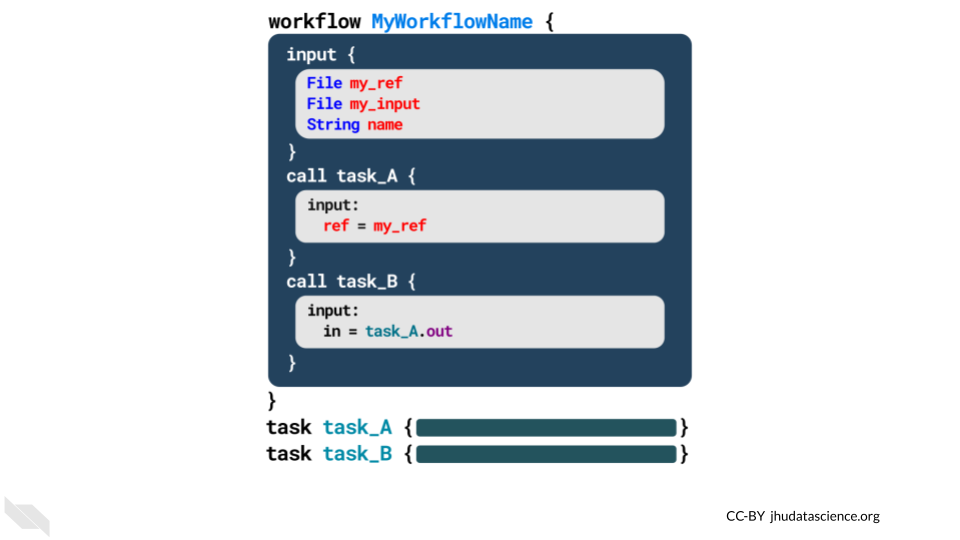 workflow MyWorkflowName {
input {
File my_ref
File my_input
String name
}
call task_A {
input:
ref = my_ref
}
call task_B {
input:
in = task_A.out
}
}
task task_A { }
task task_B { }
CC-BY jhudatascience.org